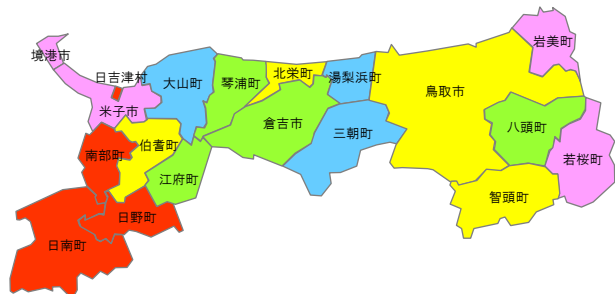 岩美町
境港市
日吉津村
大山町
琴浦町
北栄町
湯梨浜町
鳥取市
米子市
倉吉市
三朝町
八頭町
伯耆町
南部町
若桜町
江府町
智頭町
日野町
日南町